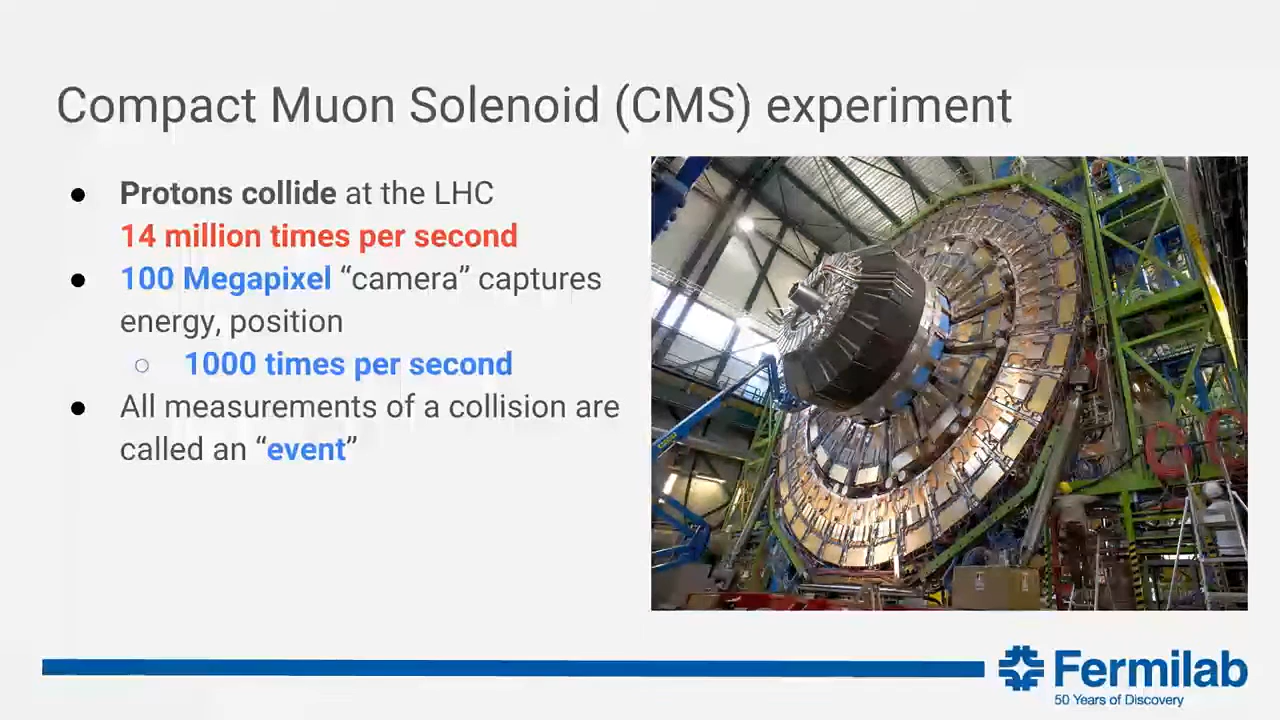 Compact Muon Solenoid (CMS) experiment
● Protons collide at the LHC
14 million times per second
● 100 Megapixel “camera” captures
energy, position
○ 1000 times per second
● All measurements of a collision are
called an “event”
Fermilab
50 Years of Discovery